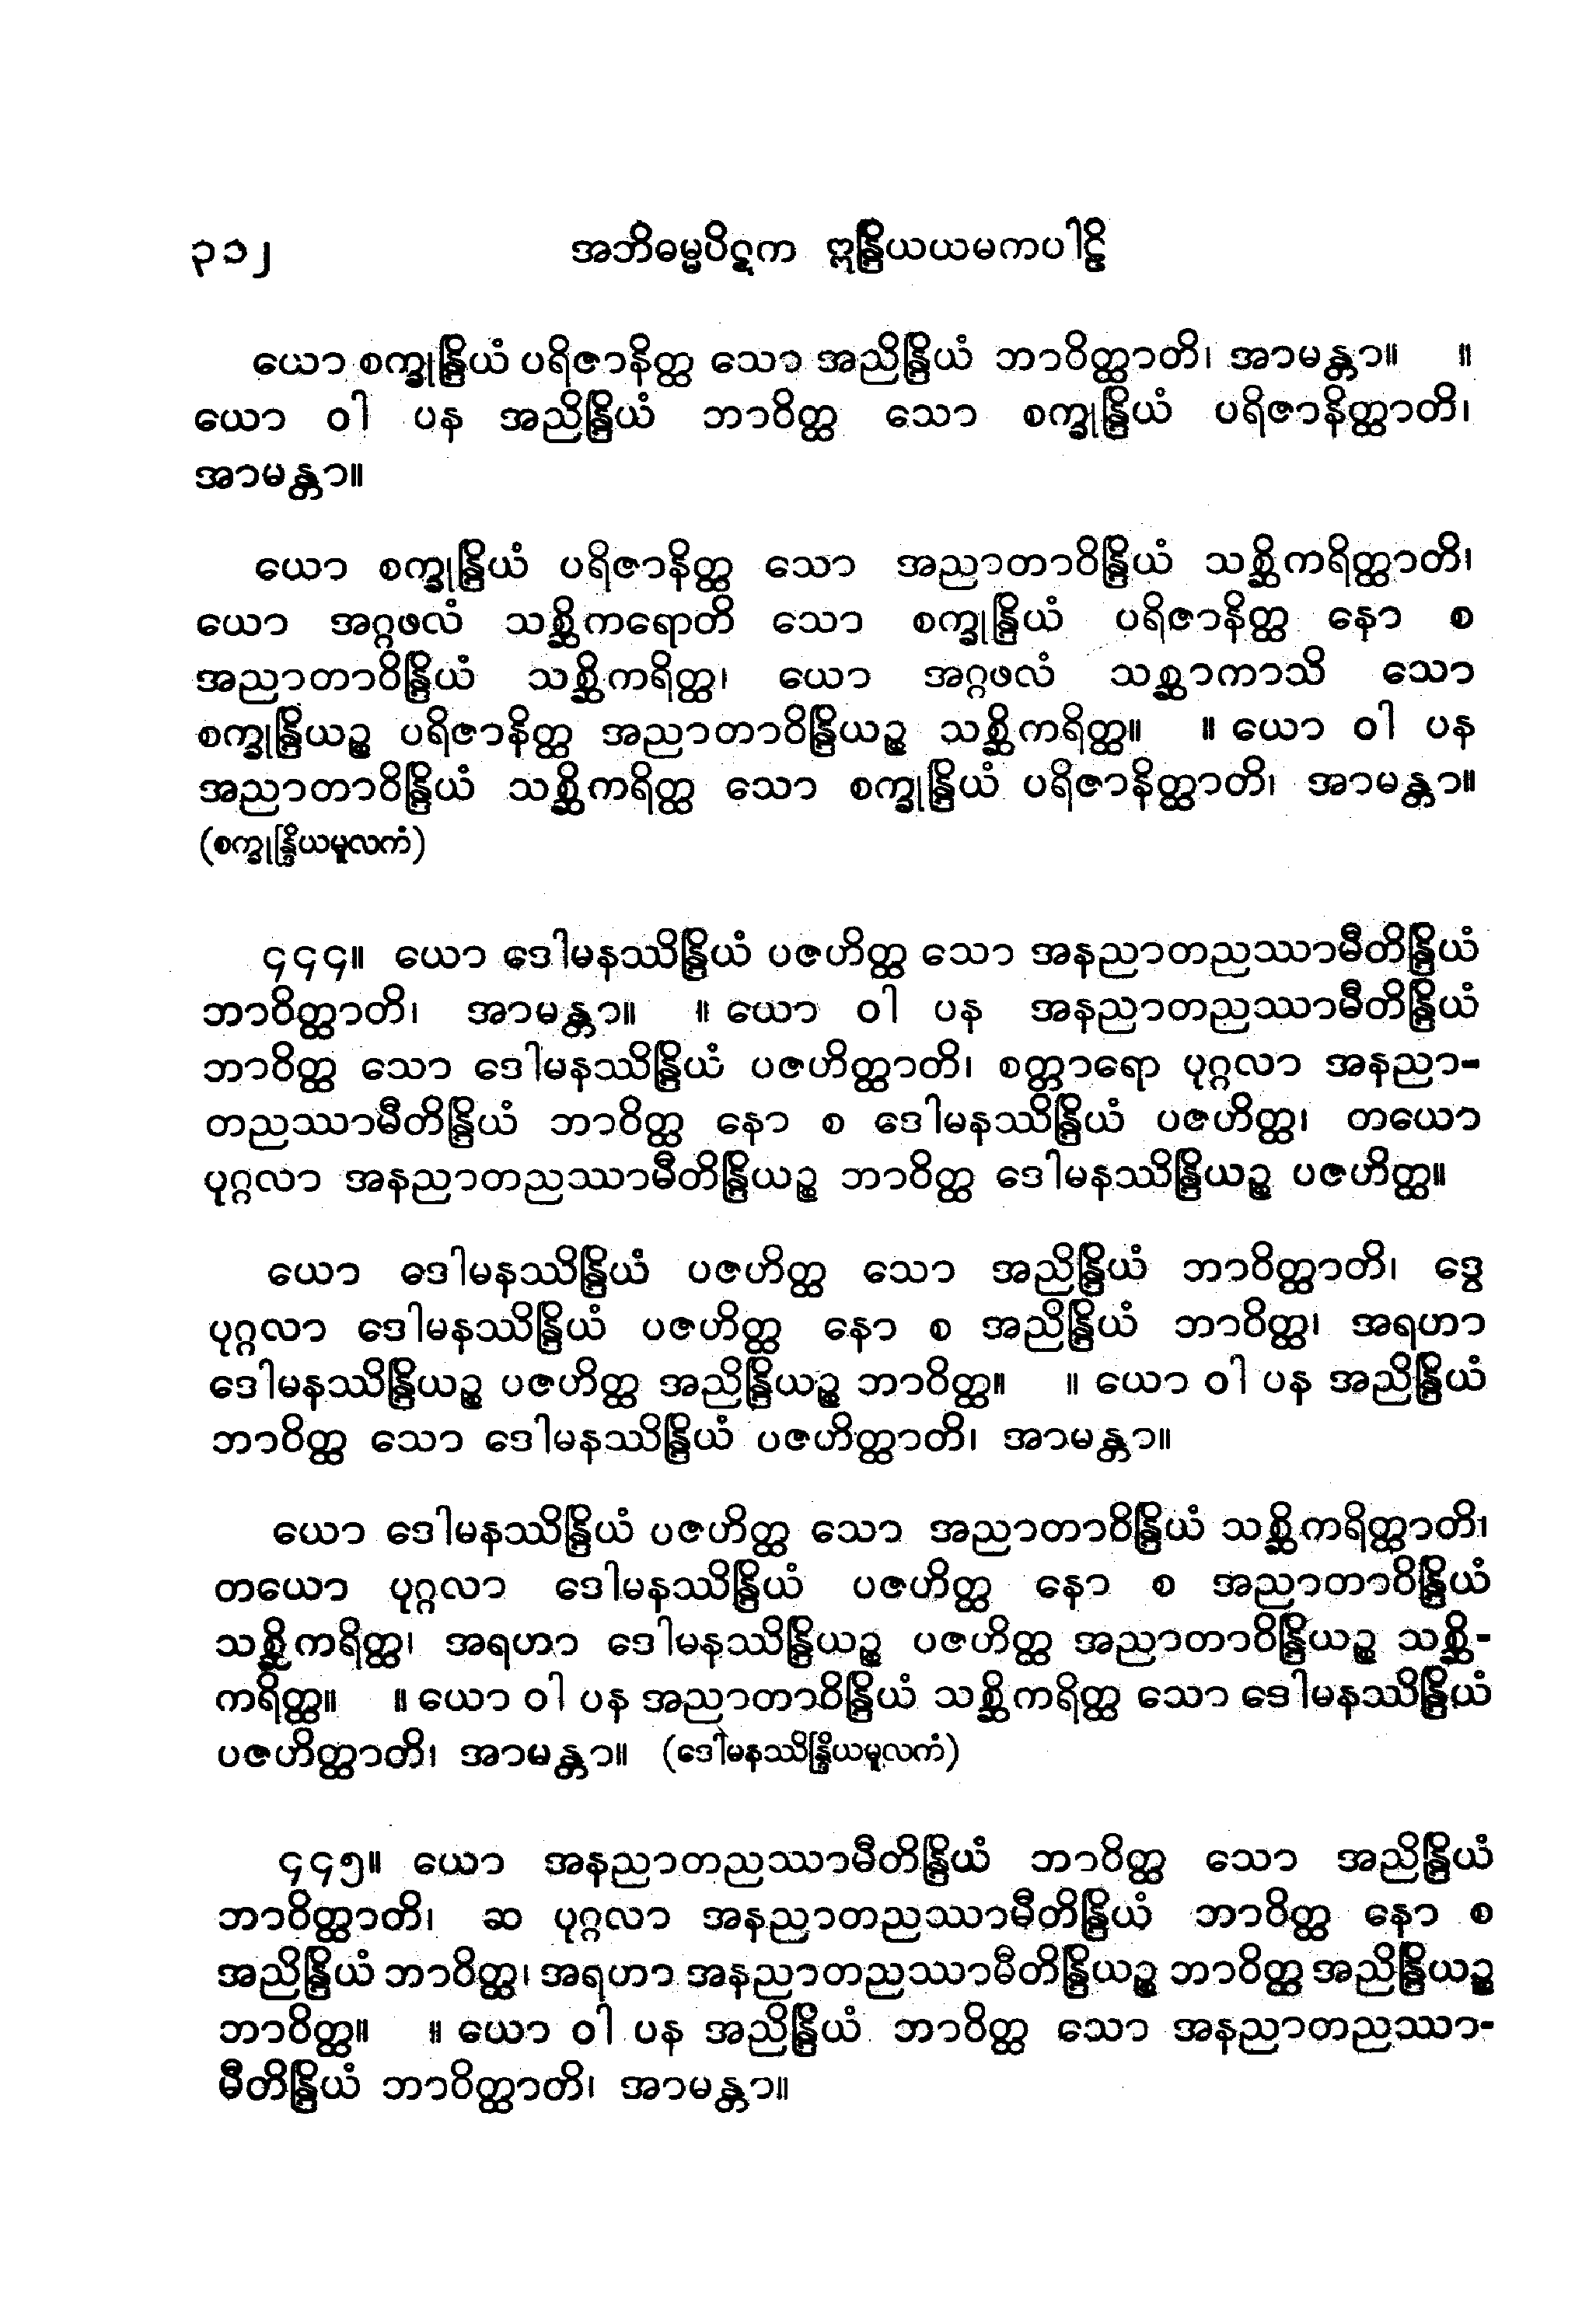 ၃၁၂ အဘိဓမ္မပိဋက ဣန္ဒြိယယမကပါဠိ
ယော စက္ခုန္ဒြိယံ ပရိဇာနိတ္ထ သော အညိန္ဒြိယံ ဘာဝိတ္ထာတိ၊ အာမန္တာ။ ။
ယော ဝါ ပန အညိန္ဒြိယံ ဘာဝိတ္ထ သော စက္ခုန္ဒြိယံ ပရိဇာနိတ္ထာတိ၊
အာမန္တာ။
ယော စက္ခုန္ဒြိယံ ပရိဇာနိတ္ထ သော အညာတာဝိန္ဒြိယံ သစ္ဆိကရိတ္ထာတိ၊
ယော အဂ္ဂဖလံ သစ္ဆိကရောတိ သော စက္ခုန္ဒြိယံ ပရိဇာနိတ္ထ နော စ
အညာတာဝိန္ဒြိယံ သစ္ဆိကရိတ္ထ၊ ယော အဂ္ဂဖလံ သစ္ဆာကာသိ သော
စက္ခုန္ဒြိယဉ္စ ပရိဇာနိတ္ထ အညာတာဝိန္ဒြိယဉ္စ သစ္ဆိကရိတ္ထ။ ။ ယော ဝါ ပန
အညာတာဝိန္ဒြိယံ သစ္ဆိကရိတ္ထ သော စက္ခုန္ဒြိယံ ပရိဇာနိတ္ထာတိ၊ အာမန္တာ။
(စက္ခုန္ဒြိယမူလကံ)
၄၄၄။ ယော ဒေါမနဿိန္ဒြိယံ ပဇဟိတ္ထ သော အနညာတညဿာမီတိန္ဒြိယံ
ဘာဝိတ္ထာတိ၊ အာမန္တာ။ ။ ယော ဝါ ပန အနညာတညဿာမီတိန္ဒြိယံ
ဘာဝိတ္ထ သော ဒေါမနဿိန္ဒြိယံ ပဇဟိတ္ထာတိ၊ စတ္တာရော ပုဂ္ဂလာ အနညာ-
တညဿာမီတိန္ဒြိယံ ဘာဝိတ္ထ နော စ ဒေါမနဿိန္ဒြိယံ ပဇဟိတ္ထ၊ တယော
ပုဂ္ဂလာ အနညာတညဿာမီတိန္ဒြိယဉ္စ ဘာဝိတ္ထ ဒေါမနဿိန္ဒြိယဉ္စ ပဇဟိတ္ထ။
ယော ဒေါမနဿိန္ဒြိယံ ပဇဟိတ္ထ သော အညိန္ဒြိယံ ဘာဝိတ္ထာတိ၊ ဒွေ
ပုဂ္ဂလာ ဒေါမနဿိန္ဒြိယံ ပဇဟိတ္ထ နော စ အညိန္ဒြိယံ ဘာဝိတ္ထ၊ အရဟာ
ဒေါမနဿိန္ဒြိယဉ္စ ပဇဟိတ္ထ အညိန္ဒြိယဉ္စ ဘာဝိတ္ထ။ ။ ယော ဝါ ပန အညိန္ဒြိယံ
ဘာဝိတ္ထ သော ဒေါမနဿိန္ဒြိယံ ပဇဟိတ္ထာတိ၊ အာမန္တာ။
ယော ဒေါမနဿိန္ဒြိယံ ပဇဟိတ္ထ သော အညာတာဝိန္ဒြိယံ သစ္ဆိကရိတ္ထာတိ၊
တယော ပုဂ္ဂလာ ဒေါမနဿိန္ဒြိယံ ပဇဟိတ္ထ နော စ အညာတာဝိန္ဒြိယံ
သစ္ဆိကရိတ္ထ၊ အရဟာ ဒေါမနဿိန္ဒြိယဉ္စ ပဇဟိတ္ထ အညာတာဝိန္ဒြိယဉ္စ သစ္ဆိ-
ကရိတ္ထ။ ။ ယော ဝါ ပန အညာတာဝိန္ဒြိယံ သစ္ဆိကရိတ္ထ သော ဒေါမနဿိန္ဒြိယံ
ပဇဟိတ္ထာတိ၊ အာမန္တာ။ (ဒေါမနဿိန္ဒြိယမူလကံ)
၄၄၅။ ယော အနညာတညဿာမီတိန္ဒြိယံ ဘာဝိတ္ထ သော အညိန္ဒြိယံ
ဘာဝိတ္ထာတိ၊ ဆ ပုဂ္ဂလာ အနညာတညဿာမီတိန္ဒြိယံ ဘာဝိတ္ထ နော စ
အညိန္ဒြိယံ ဘာဝိတ္ထ၊ အရဟာ အနညာတညဿာမီတိန္ဒြိယဉ္စ ဘာဝိတ္ထ အညိန္ဒြိယဉ္စ
ဘာဝိတ္ထ။ ။ ယော ဝါ ပန အညိန္ဒြိယံ ဘာဝိတ္ထ သော အနညာတညဿာ-
မီတိန္ဒြိယံ ဘာဝိတ္ထာတိ၊ အာမန္တာ။